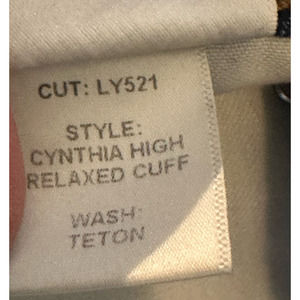 CUT: LY521
STYLE:
CYNTHIA HIGH
RELAXED CUFF
WASH:
TETON